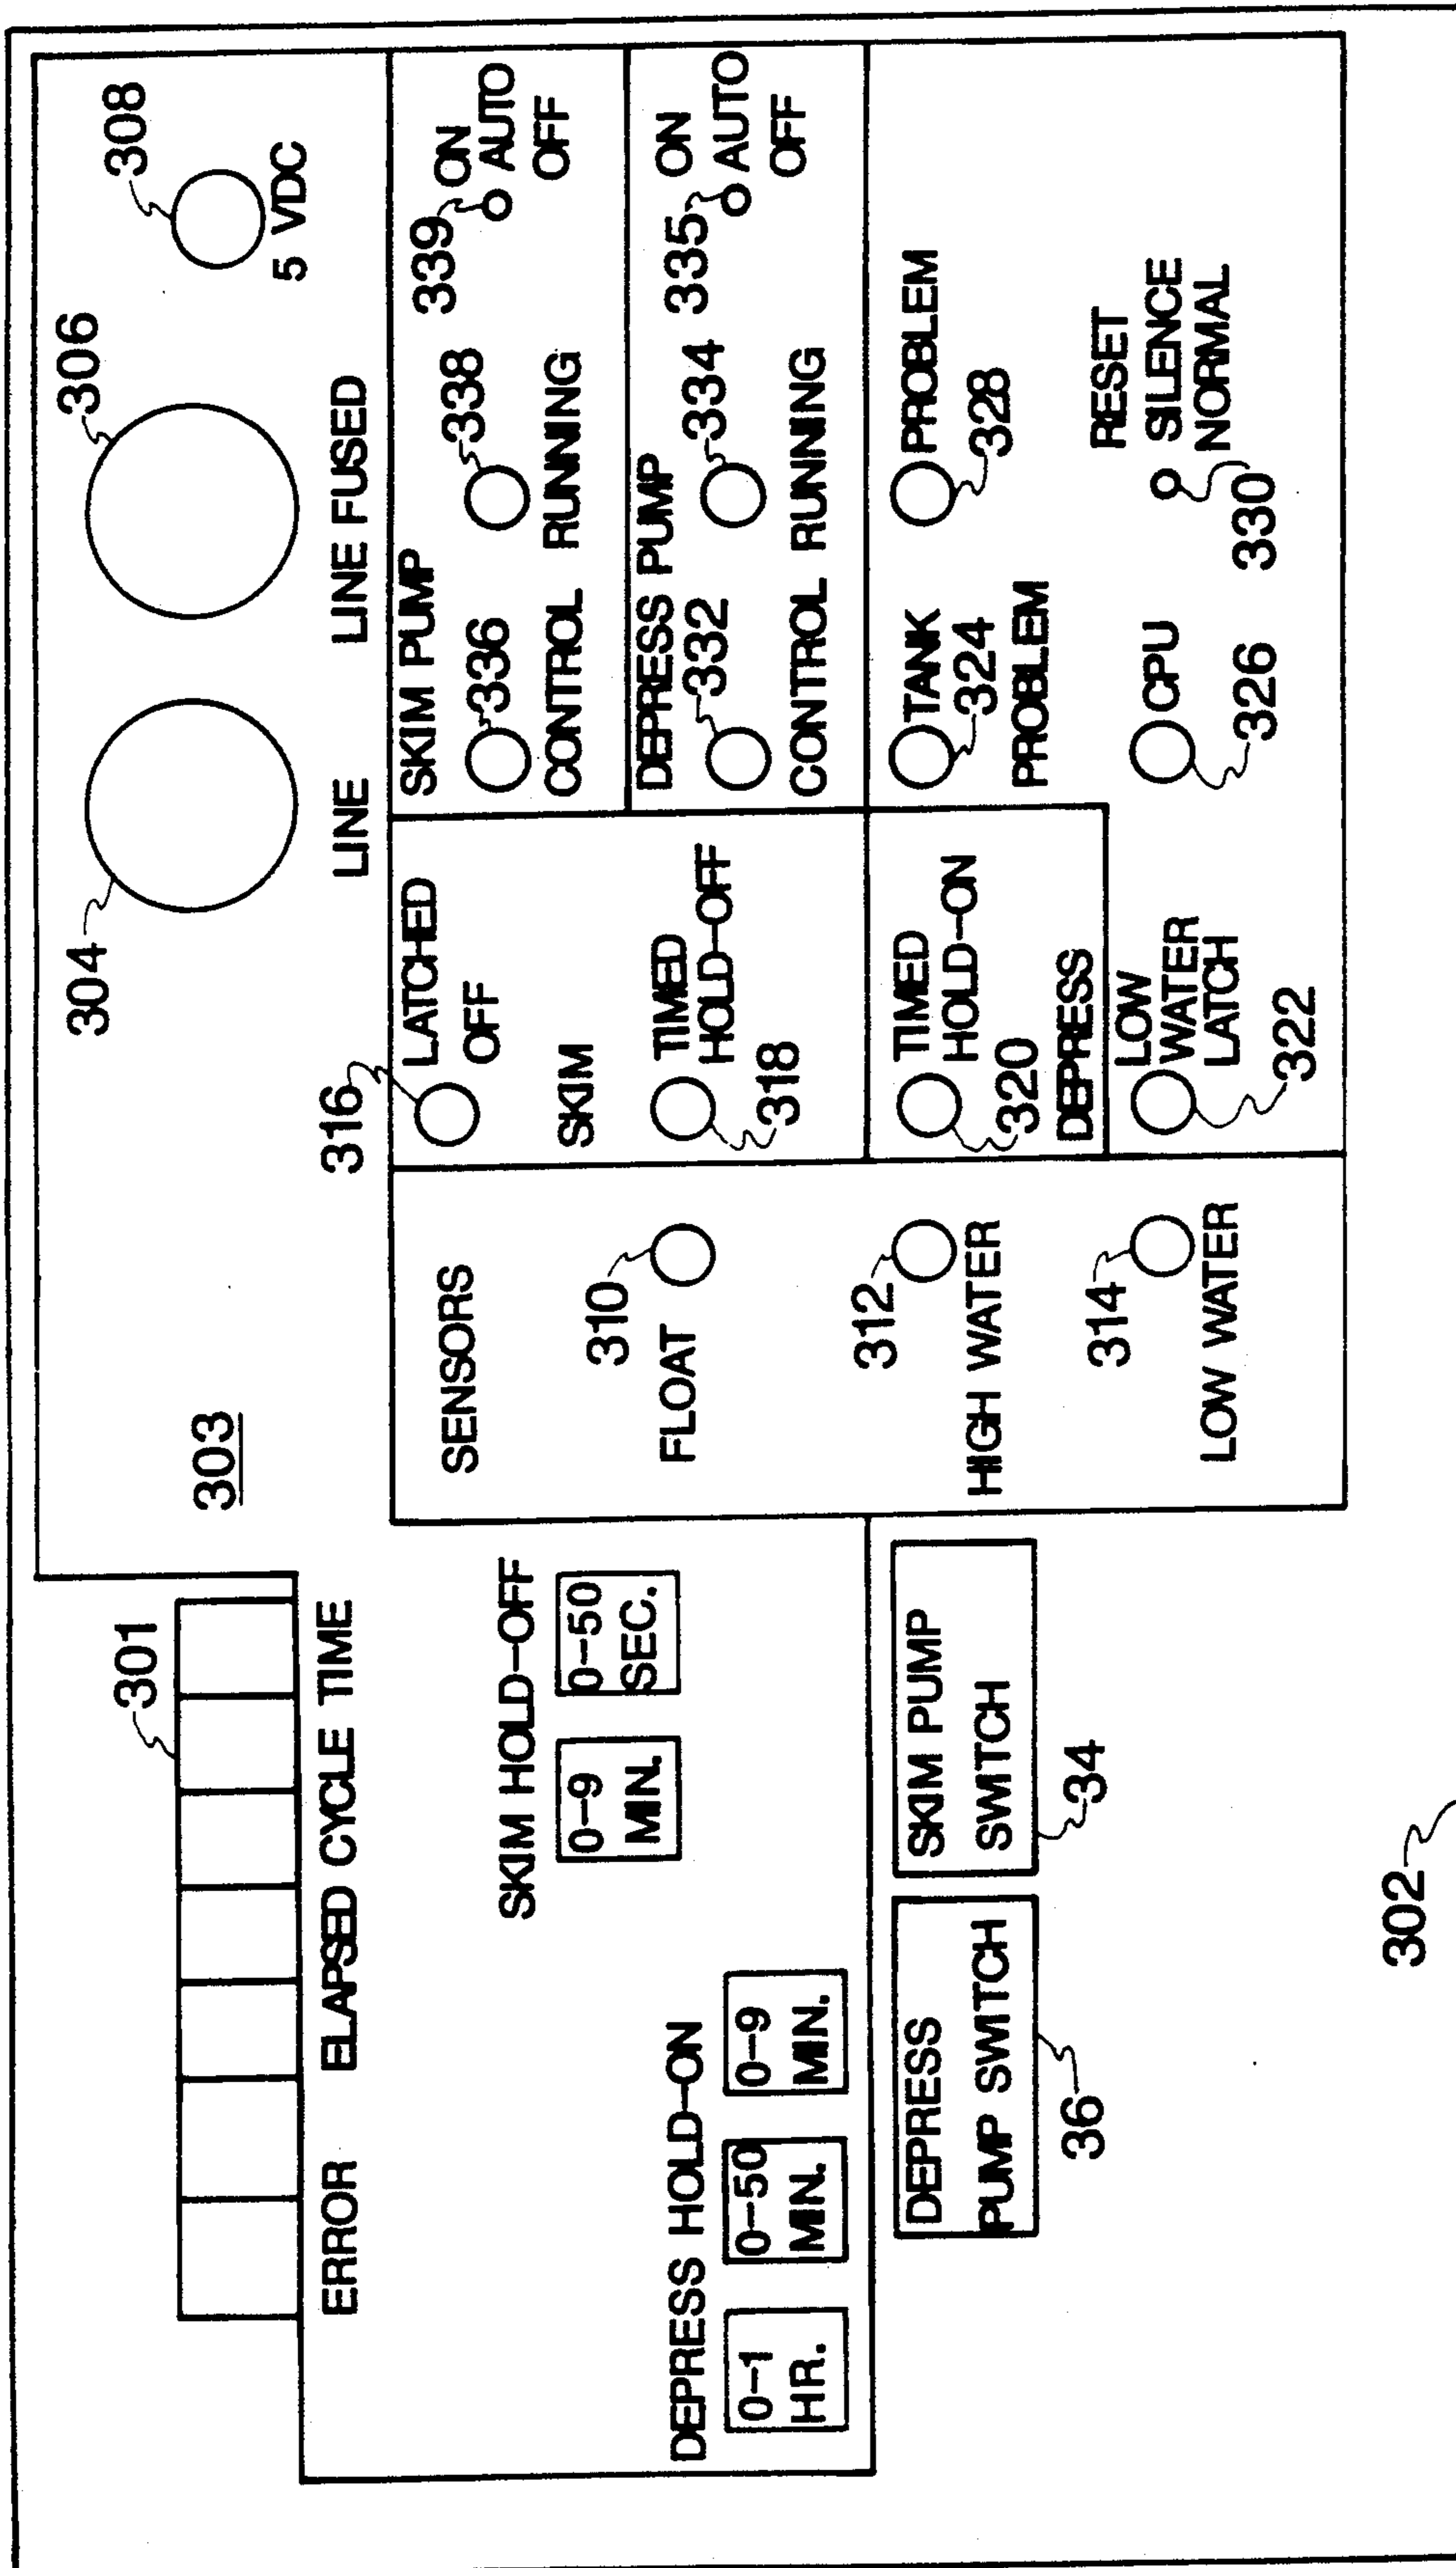 301
303
304
306
308
ERROR ELAPSED CYCLE TIME
LINE
LINE FUSED
5 VDC
SKIM HOLD-OFF
0-9
MIN.
0-50
SEC.
DEPRESS HOLD-ON
0-1
HR.
0-50
MIN.
0-9
MIN.
DEPRESS
PUMP SWITCH
36
SKIM PUMP
SWITCH
34
SENSORS
310
FLOAT
312
HIGH WATER
314
LOW WATER
316
LATCHED
OFF
SKIM
TIMED
HOLD-OFF
318
TIMED
HOLD-ON
320
DEPRESS
LOW
WATER
LATCH
322
SKIM PUMP
336
338
339
ON
AUTO
OFF
CONTROL RUNNING
DEPRESS PUMP
332
334
335
ON
AUTO
OFF
CONTROL RUNNING
TANK
324
PROBLEM
PROBLEM
328
CPU
326
RESET
SILENCE
NORMAL
330
302